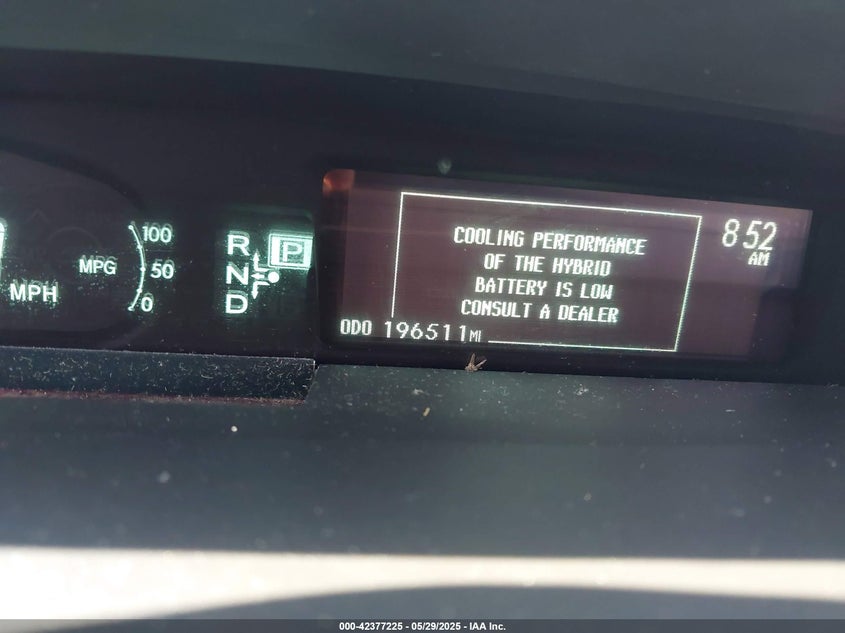 100
MPG 50
MPH
0
R P
N
D
COOLING PERFORMANCE
OF THE HYBRID
BATTERY IS LOW
CONSULT A DEALER
8:52
AM
ODO 196511 MI
000-42377225 - 05/29/2025 - IAA Inc.